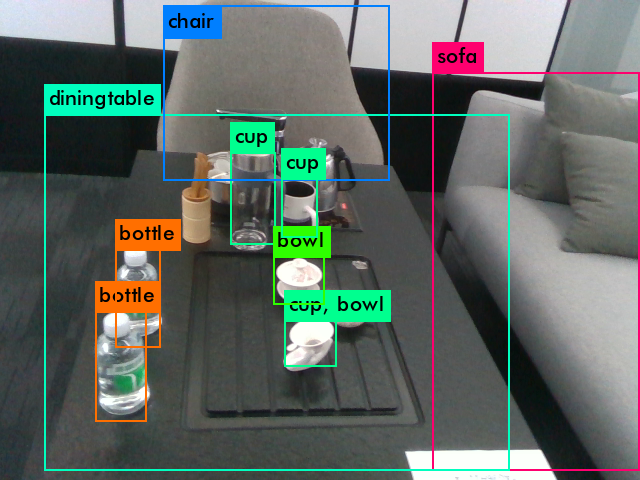 chair
sofa
diningtable
cup
cup
bottle
bowl
bottle
cup, bowl